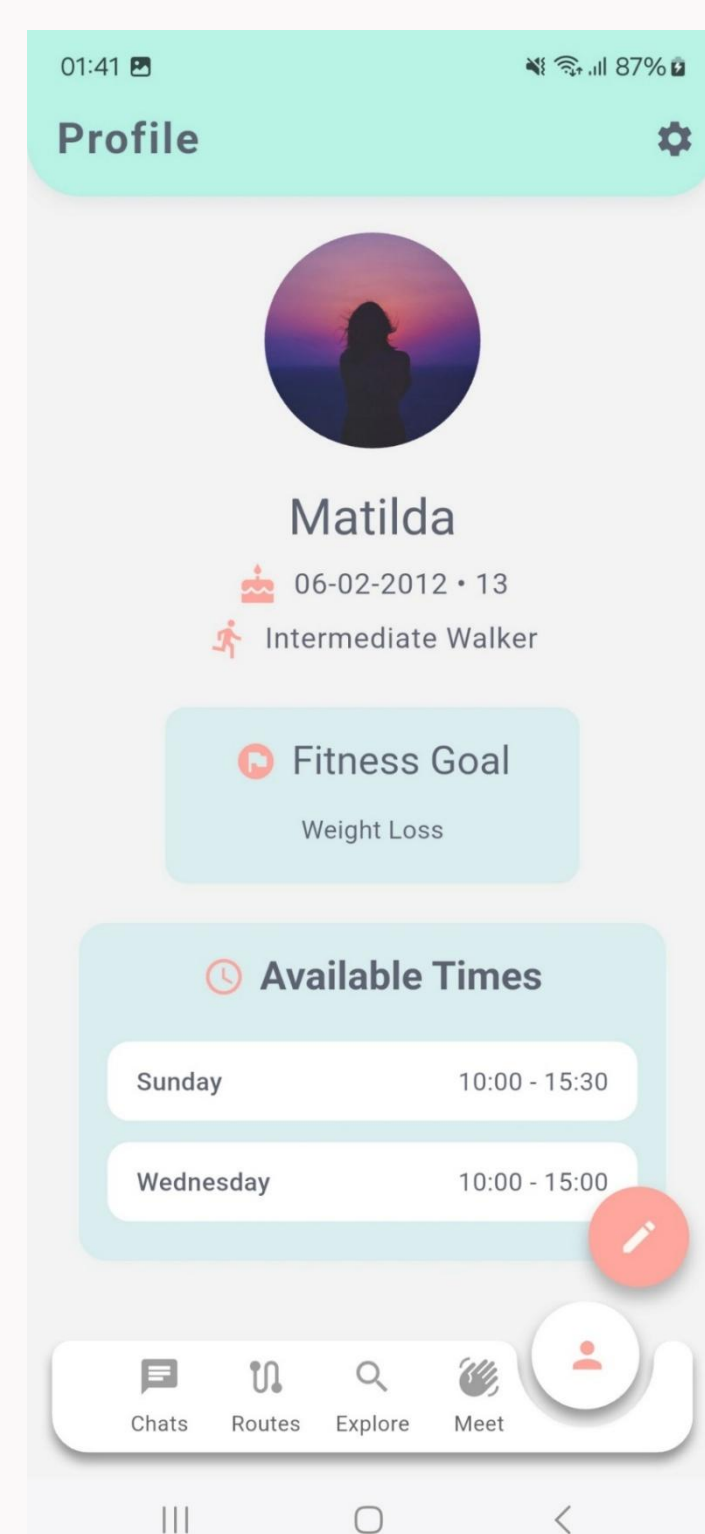 01:41 87%
Profile
Matilda
06-02-2012 • 13
Intermediate Walker
Fitness Goal
Weight Loss
Available Times
Sunday 10:00 - 15:30
Wednesday 10:00 - 15:00
Chats Routes Explore Meet